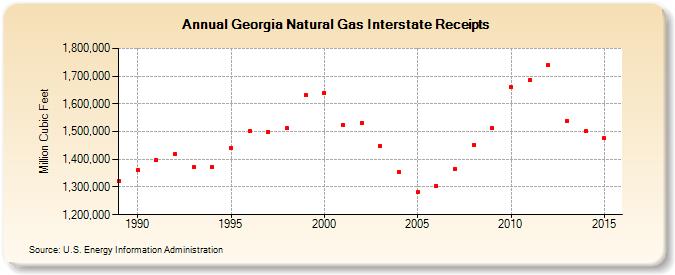 Annual Georgia Natural Gas Interstate Receipts
Million Cubic Feet
1,800,000
1,700,000
1,600,000
1,500,000
1,400,000
1,300,000
1,200,000
1990 1995 2000 2005 2010 2015
Source: U.S. Energy Information Administration